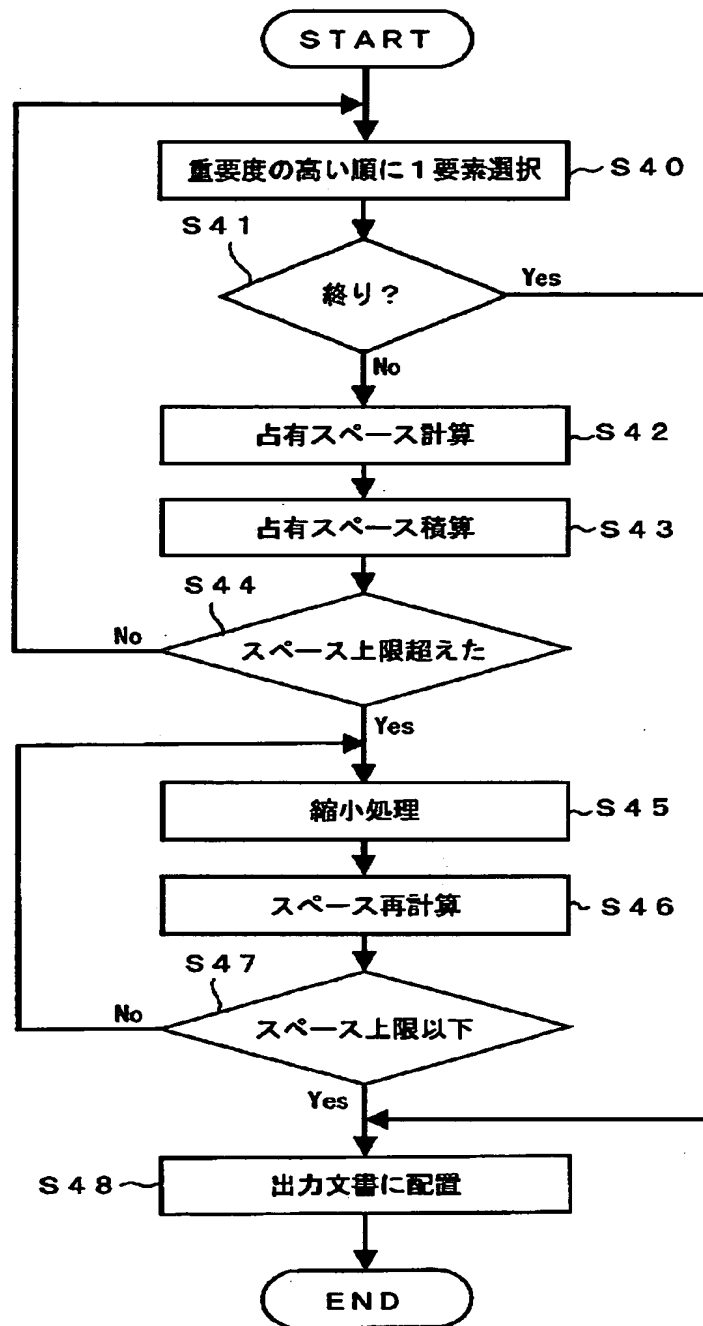 START
重要度の高い順に1要素選択
S40
S41
終り?
Yes
No
占有スペース計算
S42
占有スペース積算
S43
S44
No
スペース上限超えた
Yes
縮小処理
S45
スペース再計算
S46
S47
No
スペース上限以下
Yes
S48
出力文書に配置
END